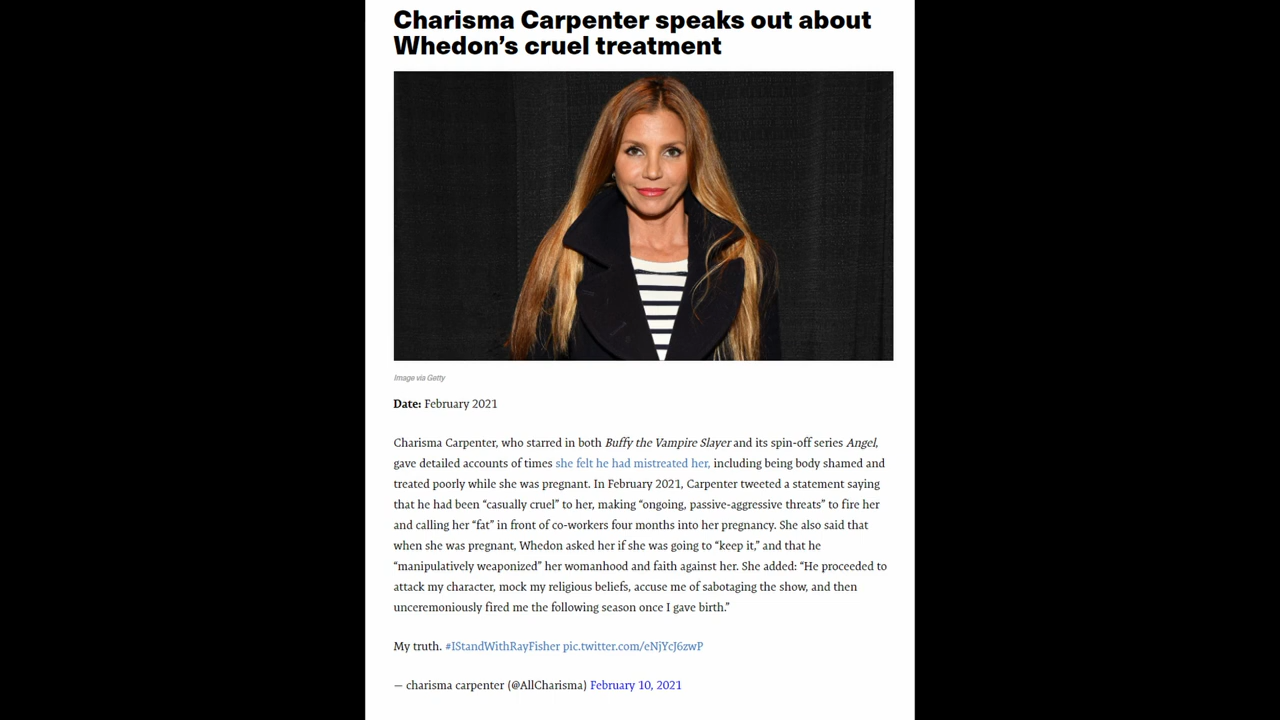 Charisma Carpenter speaks out about
Whedon’s cruel treatment
Image via Getty
Date: February 2021
Charisma Carpenter, who starred in both Buffy the Vampire Slayer and its spin-off series Angel,
gave detailed accounts of times she felt he had mistreated her, including being body shamed and
treated poorly while she was pregnant. In February 2021, Carpenter tweeted a statement saying
that he had been “casually cruel” to her, making “ongoing, passive-aggressive threats” to fire her
and calling her “fat” in front of co-workers four months into her pregnancy. She also said that
when she was pregnant, Whedon asked her if she was going to “keep it,” and that he
“manipulatively weaponized” her womanhood and faith against her. She added: “He proceeded to
attack my character, mock my religious beliefs, accuse me of sabotaging the show, and then
unceremoniously fired me the following season once I gave birth.”
My truth. #IStandWithRayFisher pic.twitter.com/eNjYcJ6zwP
— charisma carpenter (@AllCharisma) February 10, 2021